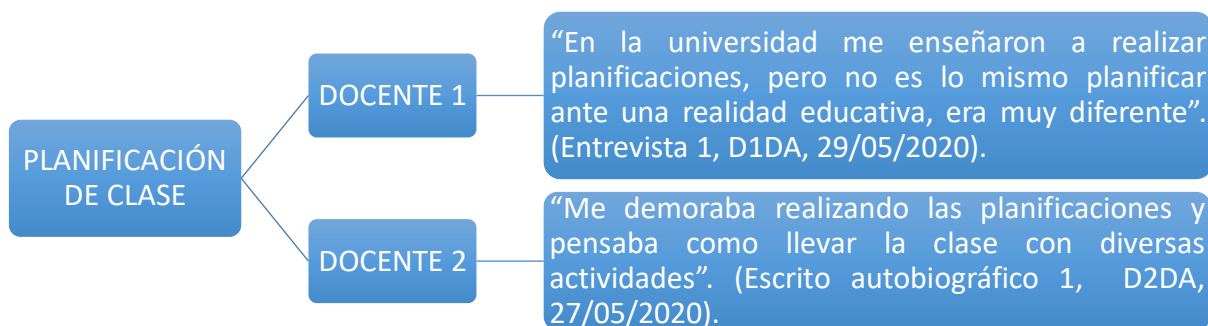 PLANIFICACIÓN
DE CLASE
DOCENTE 1
“En la universidad me enseñaron a realizar
planificaciones, pero no es lo mismo planificar
ante una realidad educativa, era muy diferente”.
(Entrevista 1, D1DA, 29/05/2020).
DOCENTE 2
“Me demoraba realizando las planificaciones y
pensaba como llevar la clase con diversas
actividades”. (Escrito autobiográfico 1, D2DA,
27/05/2020).